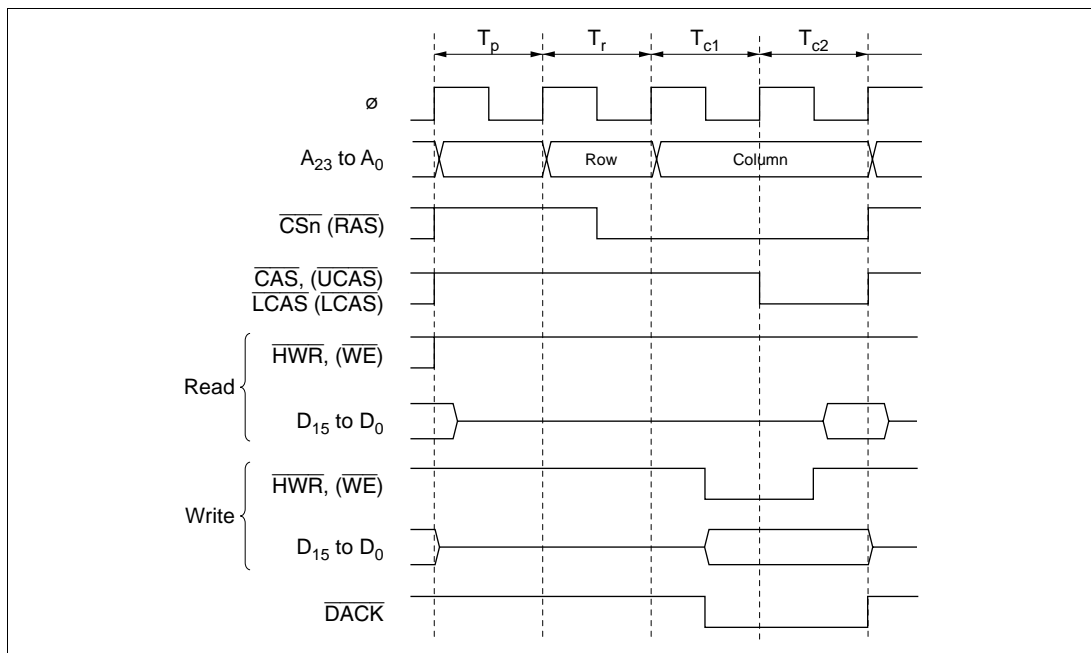 Tp Tr Tc1 Tc2
ø
A23 to A0 Row Column
CSn (RAS)
CAS, (UCAS)
LCAS (LCAS)
Read
HWR, (WE)
D15 to D0
Write
HWR, (WE)
D15 to D0
DACK